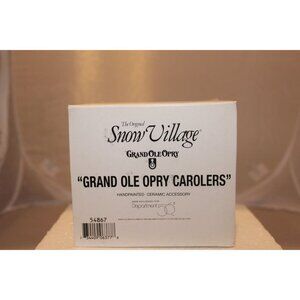 The Original
Snow Village®
GRAND OLE OPRY
"GRAND OLE OPRY CAROLERS"
HANDPAINTED CERAMIC ACCESSORY
Department 56®
54867